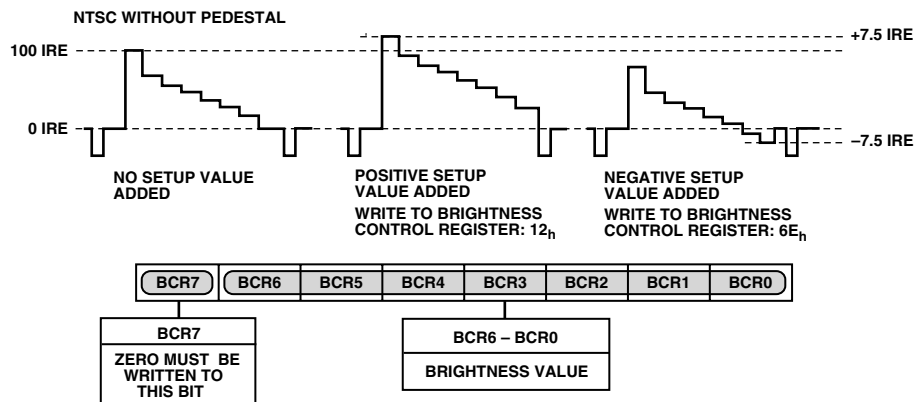 NTSC WITHOUT PEDESTAL
+7.5 IRE
100 IRE
0 IRE
–7.5 IRE
NO SETUP VALUE
ADDED
POSITIVE SETUP
VALUE ADDED
WRITE TO BRIGHTNESS
CONTROL REGISTER: 12h
NEGATIVE SETUP
VALUE ADDED
WRITE TO BRIGHTNESS
CONTROL REGISTER: 6Eh
BCR7 BCR6 BCR5 BCR4 BCR3 BCR2 BCR1 BCR0
BCR7
ZERO MUST BE
WRITTEN TO
THIS BIT
BCR6 – BCR0
BRIGHTNESS VALUE